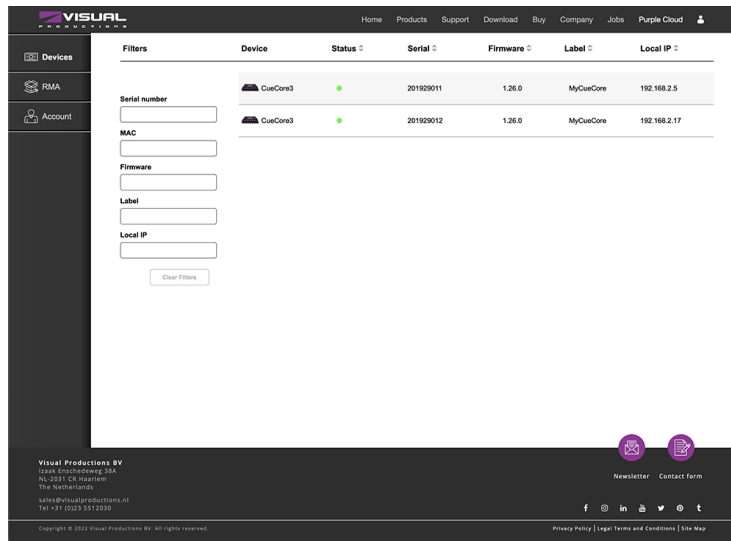 VISUAL
PRODUCTIONS
Home Products Support Download Buy Company Jobs Purple Cloud
Devices
RMA
Account
Filters
Serial number
MAC
Firmware
Label
Local IP
Clear Filters
Device Status Serial Firmware Label Local IP
CueCore3 201929011 1.26.0 MyCueCore 192.168.2.5
CueCore3 201929012 1.26.0 MyCueCore 192.168.2.17
Visual Productions BV
Izaak Enschedeweg 38A
NL-2031 CR Haarlem
The Netherlands
sales@visualproductions.nl
Tel +31 (0)23 5512030
Newsletter Contact form
Copyright © 2022 Visual Productions BV. All rights reserved.
Privacy Policy | Legal Terms and Conditions | Site Map